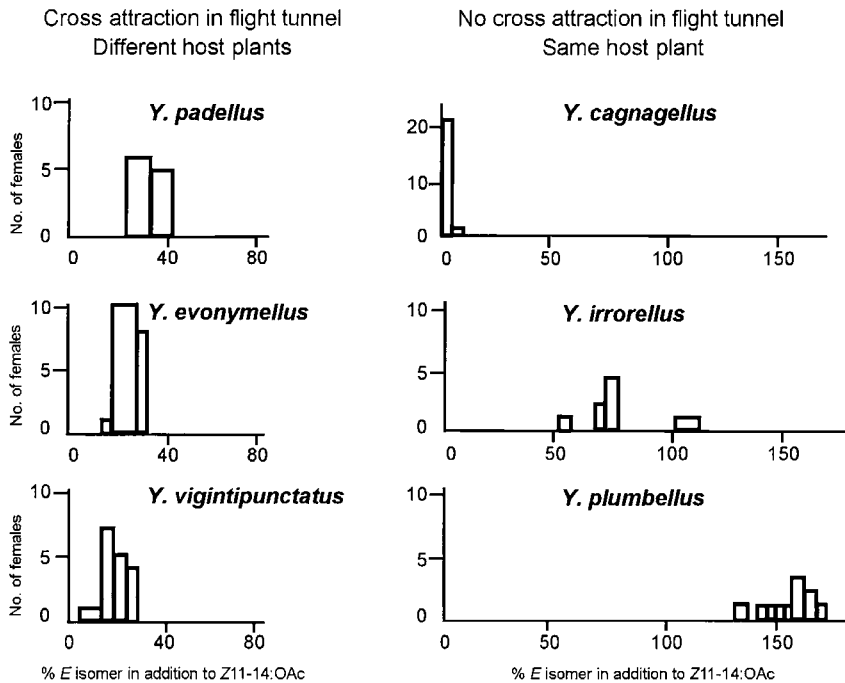 Cross attraction in flight tunnel
Different host plants
No cross attraction in flight tunnel
Same host plant
Y. padellus
No. of females
10
5
0
0 40 80
Y. evonymellus
No. of females
10
5
0
0 40 80
Y. vigintipunctatus
No. of females
10
5
0
0 40 80
% E isomer in addition to Z11-14:OAc
Y. cagnagellus
20
10
0
0 50 100 150
Y. irrorellus
10
5
0
0 50 100 150
Y. plumbellus
10
5
0
0 50 100 150
% E isomer in addition to Z11-14:OAc